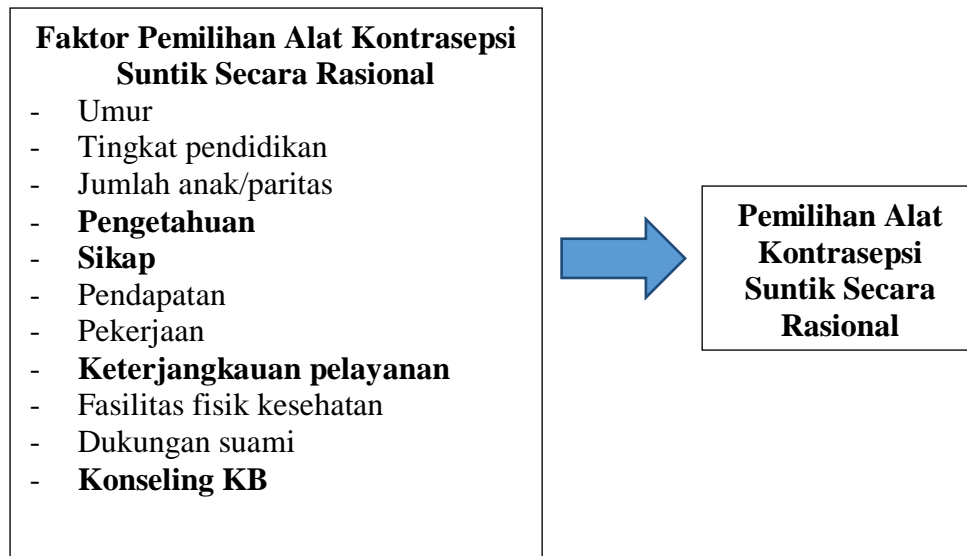 Faktor Pemilihan Alat Kontrasepsi
Suntik Secara Rasional
- Umur
- Tingkat pendidikan
- Jumlah anak/paritas
- Pengetahuan
- Sikap
- Pendapatan
- Pekerjaan
- Keterjangkauan pelayanan
- Fasilitas fisik kesehatan
- Dukungan suami
- Konseling KB
Pemilihan Alat
Kontrasepsi
Suntik Secara
Rasional